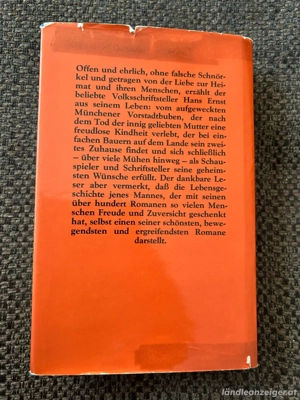 Offen und ehrlich, ohne falsche Schnör-
kel und getragen von der Liebe zur Hei-
mat und ihren Menschen, erzählt der
beliebte Volksschriftsteller Hans Ernst
aus seinem Leben: vom aufgeweckten
Münchener Vorstadtbuben, der nach
dem Tod der innig geliebten Mutter eine
freudlose Kindheit verlebt, der bei ein-
fachen Bauern auf dem Lande sein zwei-
tes Zuhause findet und sich schließlich
– über viele Mühen hinweg – als Schau-
spieler und Schriftsteller seine geheim-
sten Wünsche erfüllt. Der dankbare Le-
ser aber vermerkt, daß die Lebensge-
schichte jenes Mannes, der mit seinen
über hundert Romanen so vielen Men-
schen Freude und Zuversicht geschenkt
hat, selbst einen seiner schönsten, bewe-
gendsten und ergreifendsten Romane
darstellt.
ländleanzeiger.at